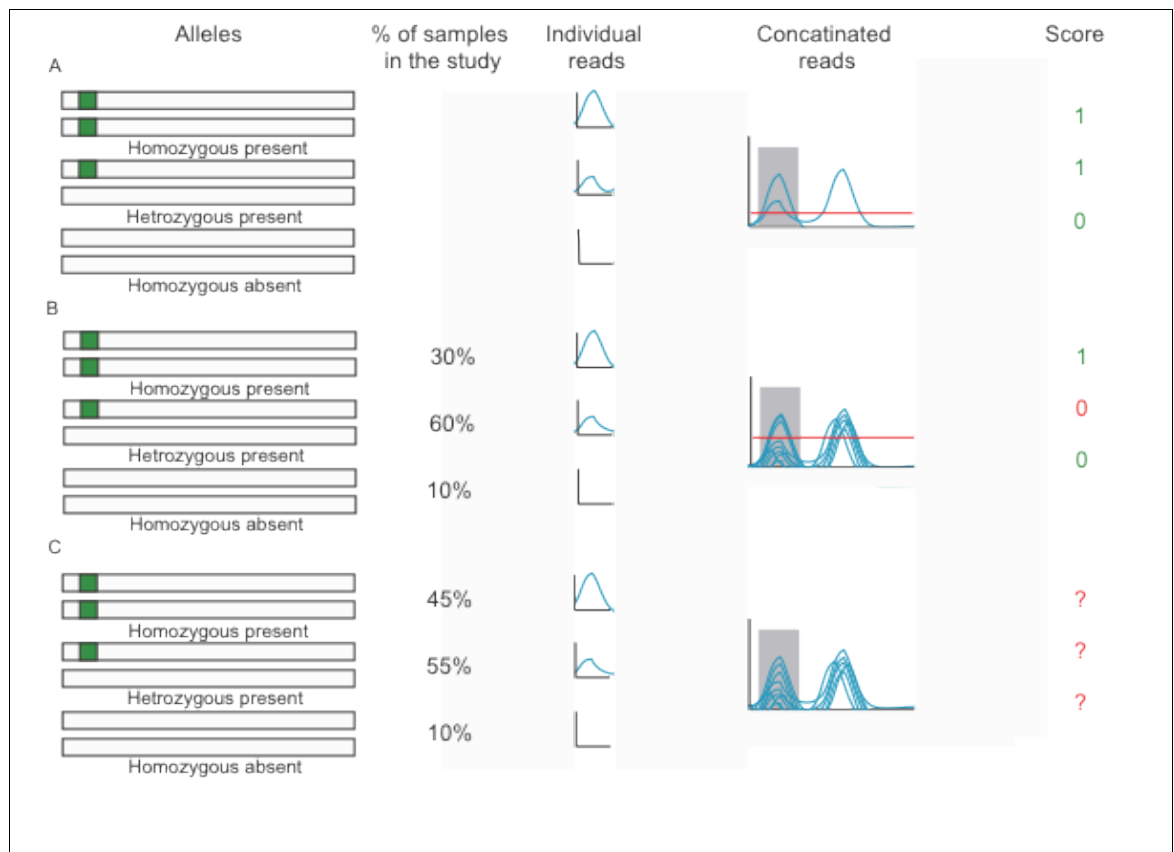 Alleles
% of samples
in the study
Individual
reads
Concatinated
reads
Score
A
Homozygous present
Hetrozygous present
Homozygous absent
1
1
0
B
Homozygous present
Hetrozygous present
Homozygous absent
30%
60%
10%
1
0
0
C
Homozygous present
Hetrozygous present
Homozygous absent
45%
55%
10%
?
?
?